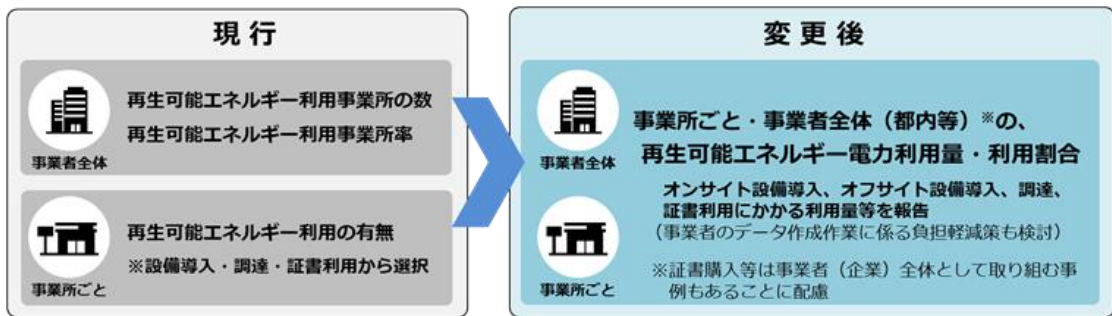 現行
事業者全体
再生可能エネルギー利用事業所の数
再生可能エネルギー利用事業所率
事業所ごと
再生可能エネルギー利用の有無
※設備導入・調達・証書利用から選択
変更後
事業者全体
事業所ごと
事業所ごと・事業者全体（都内等）※の、
再生可能エネルギー電力利用量・利用割合
オンサイト設備導入、オフサイト設備導入、調達、
証書利用にかかる利用量等を報告
（事業者のデータ作成作業に係る負担軽減策も検討）
※証書購入等は事業者（企業）全体として取り組む事
例もあることに配慮